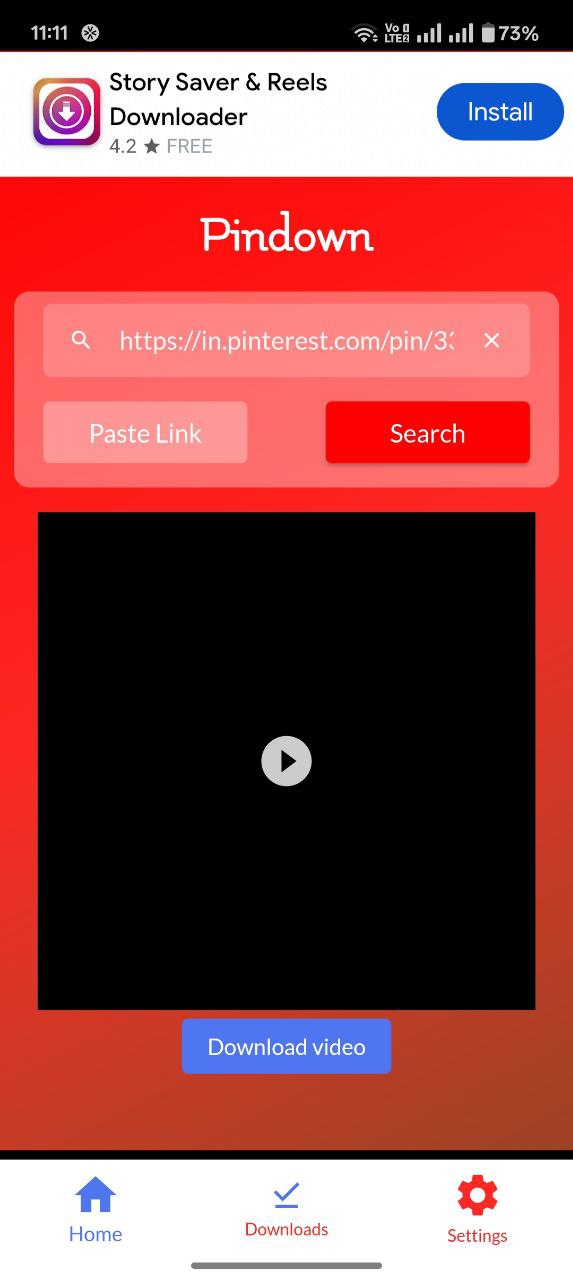 11:11
Vo 1
LTE2
73%
Story Saver & Reels
Downloader
Install
4.2 ★ FREE
Pindown
https://in.pinterest.com/pin/3
Paste Link
Search
Download video
Home
Downloads
Settings